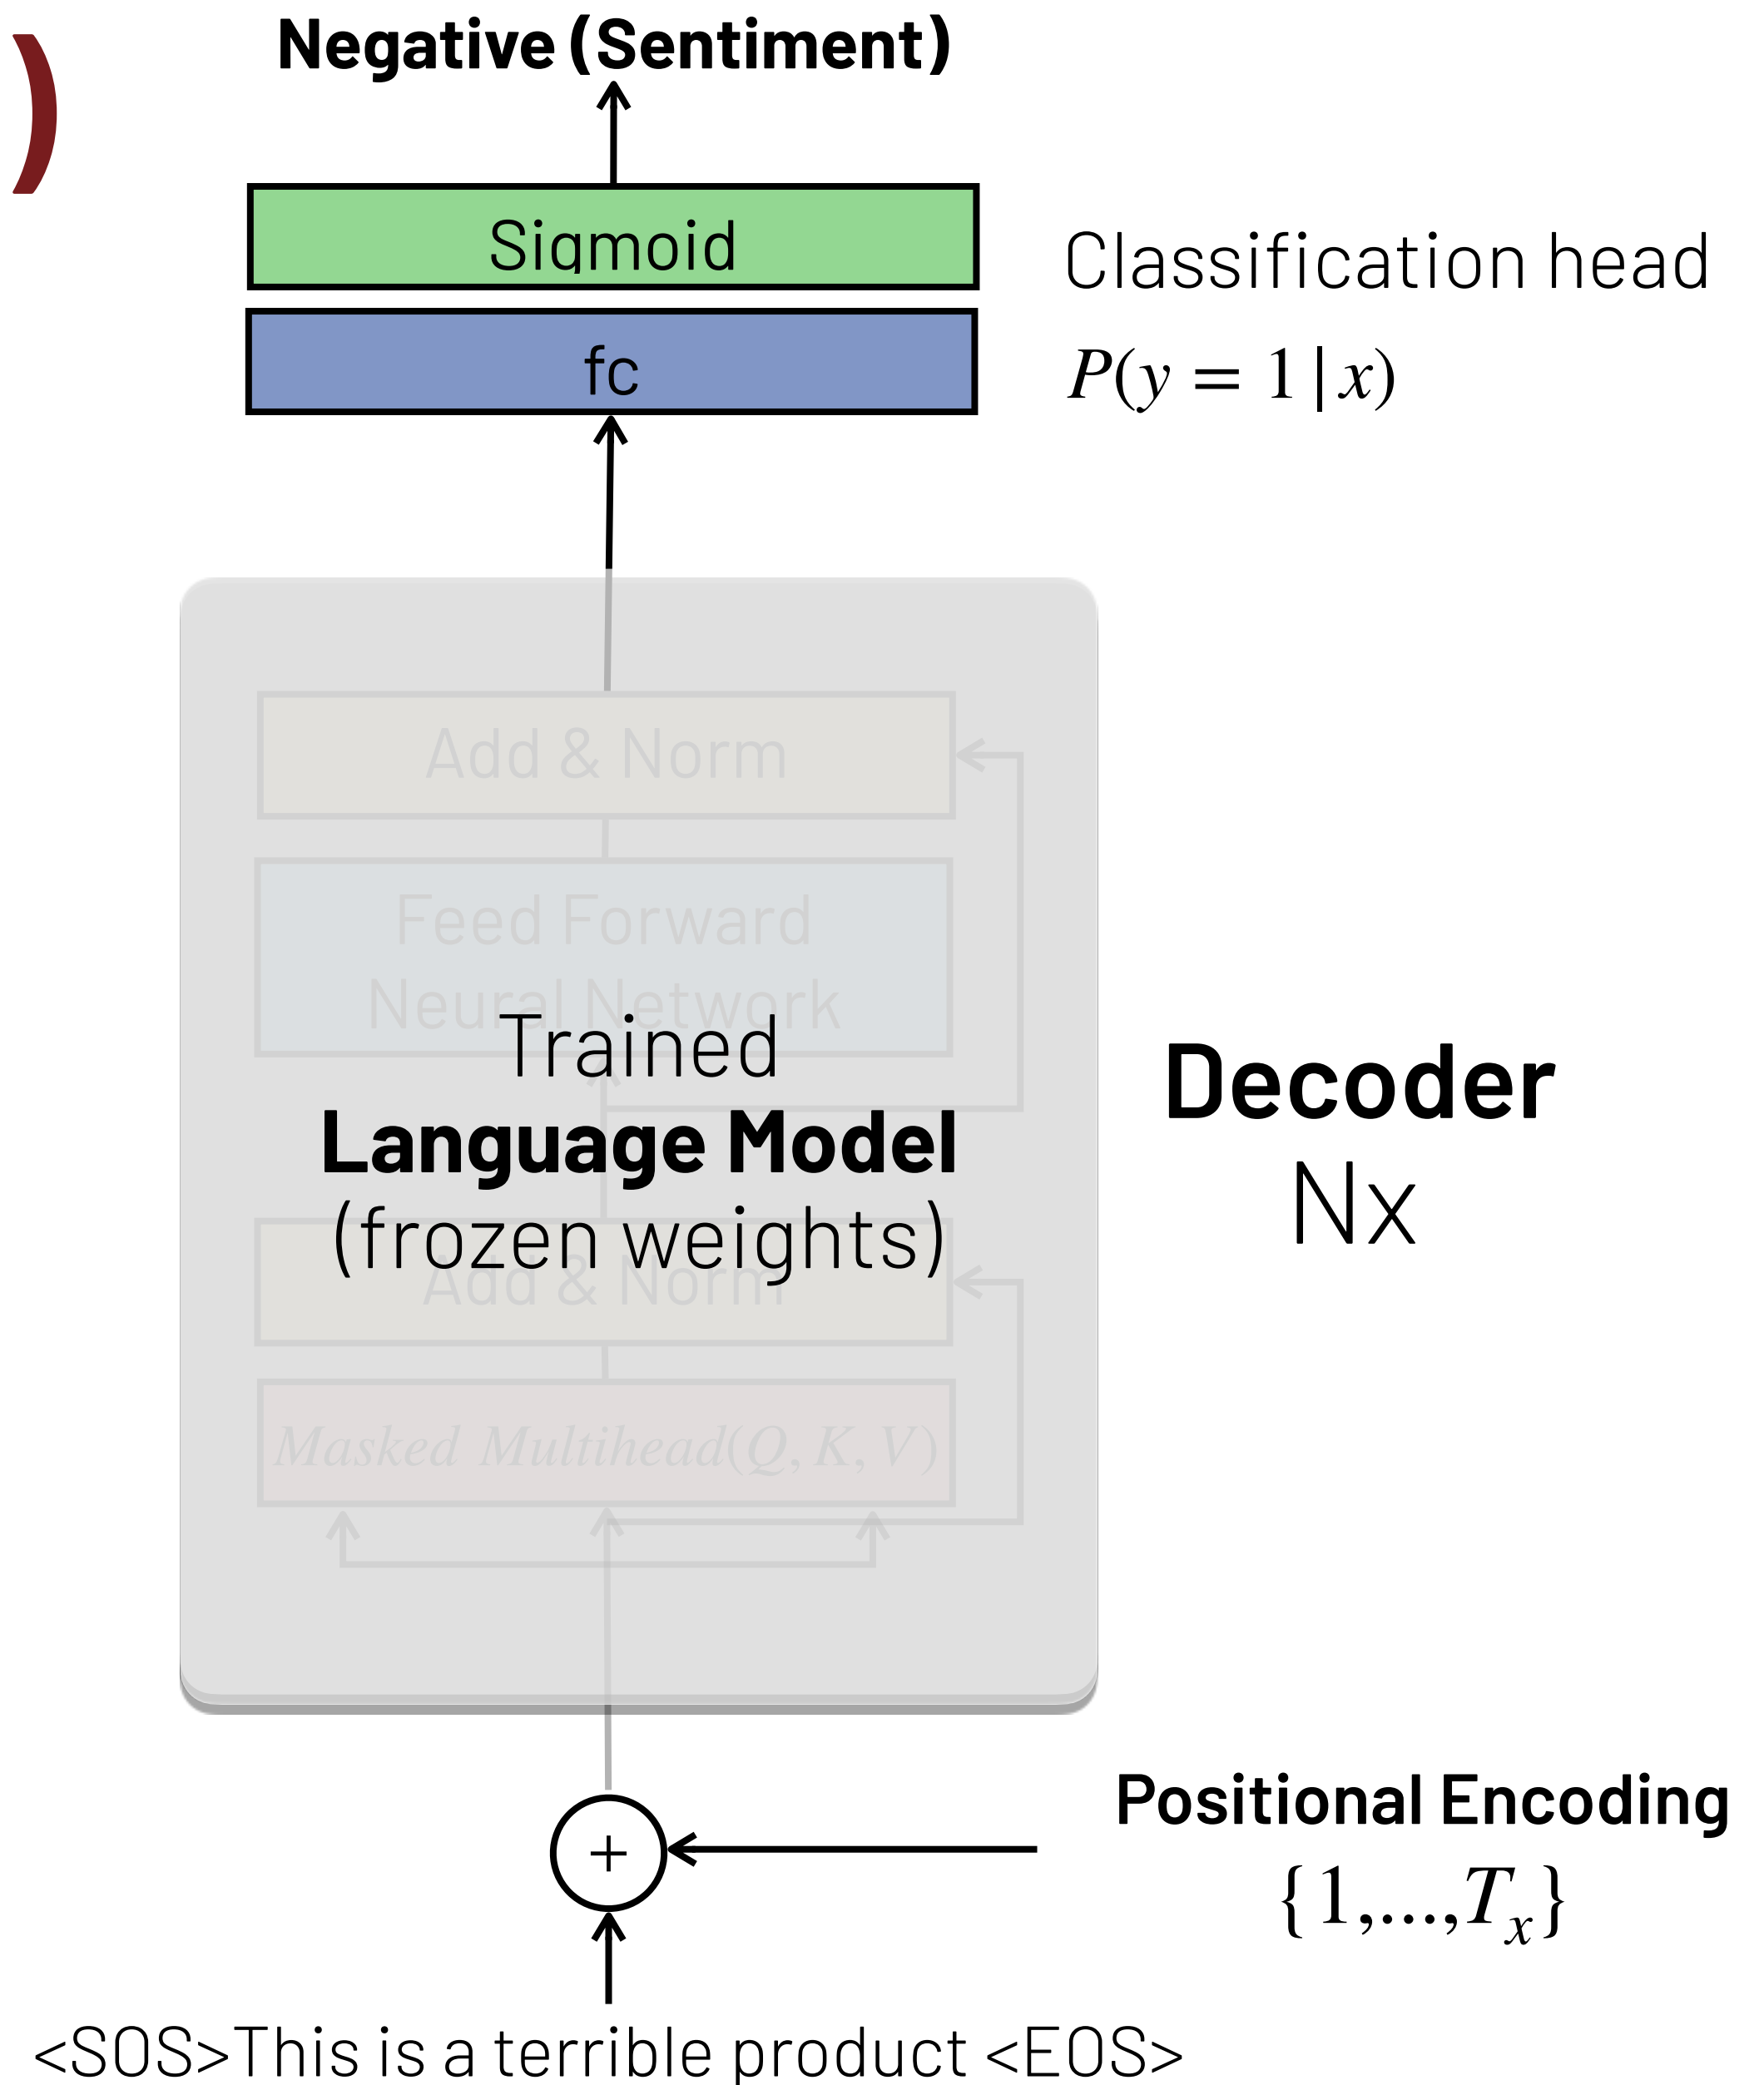 Negative (Sentiment)
)
Sigmoid
Classification head
fc
P(y = 1 | x)
Add & Norm
Feed Forward
Neural Network
Trained
Language Model
(frozen weights)
Decoder
Nx
Add & Norm
Masked Multihead(Q, K, V)
Positional Encoding
+
{1,...,Tₓ}
<SOS>This is a terrible product <EOS>